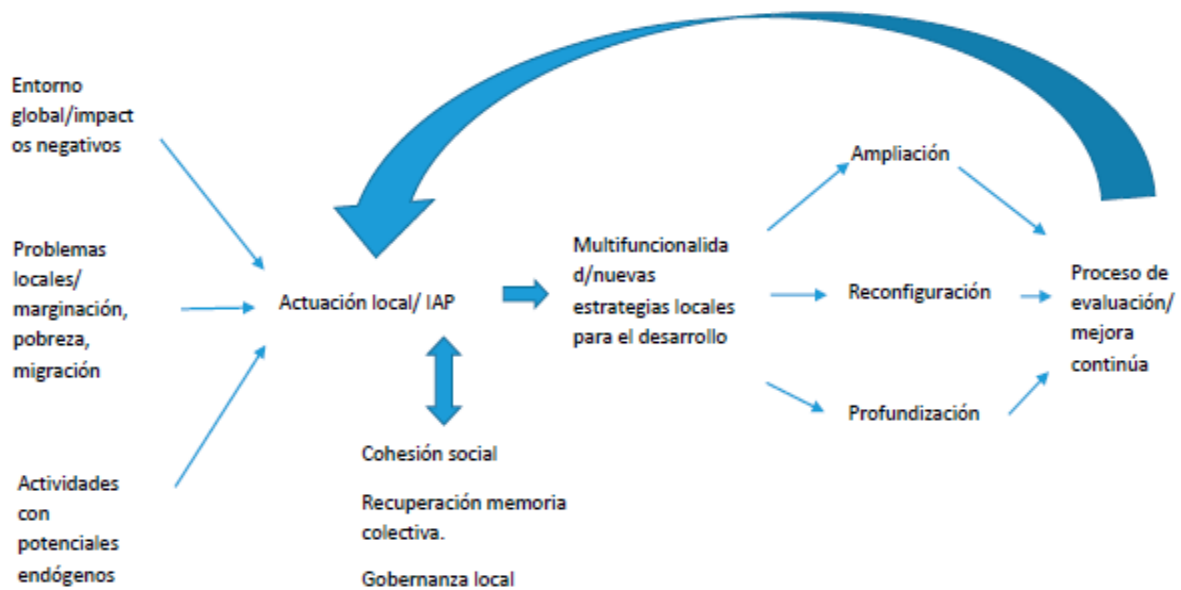 Entorno
global/impact
os negativos
Problemas
locales/
marginación,
pobreza,
migración
Actividades
con
potenciales
endógenos
Actuación local/ IAP
Cohesión social
Recuperación memoria
colectiva.
Gobernanza local
Multifuncionalida
d/nuevas
estrategias locales
para el desarrollo
Ampliación
Reconfiguración
Profundización
Proceso de
evaluación/
mejora
continúa